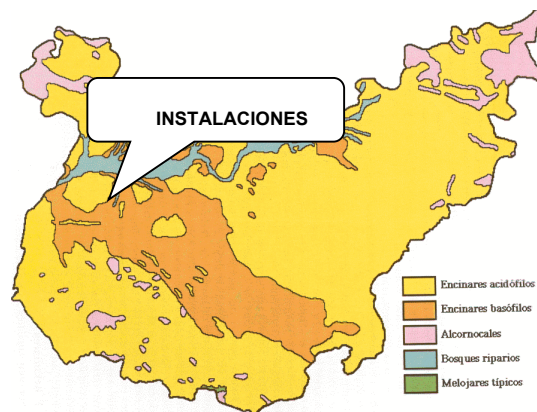 INSTALACIONES
Encinares acidófilos
Encinares basófilos
Alcornocales
Bosques riparios
Melojares típicos